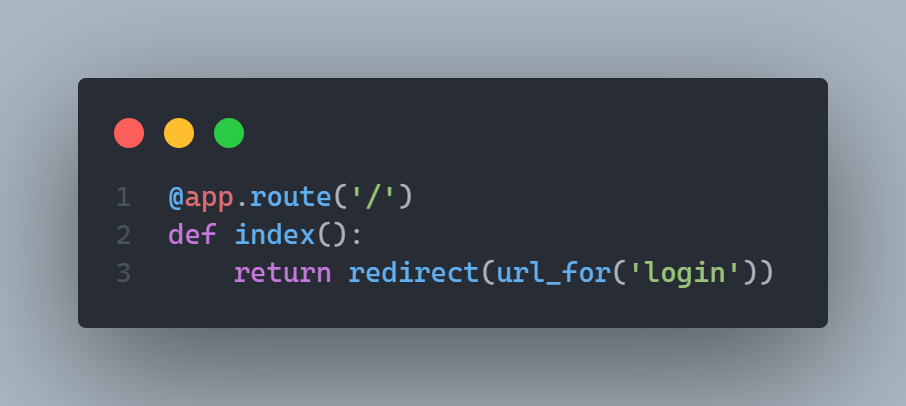 1 @app.route('/')
2 def index():
3     return redirect(url_for('login'))